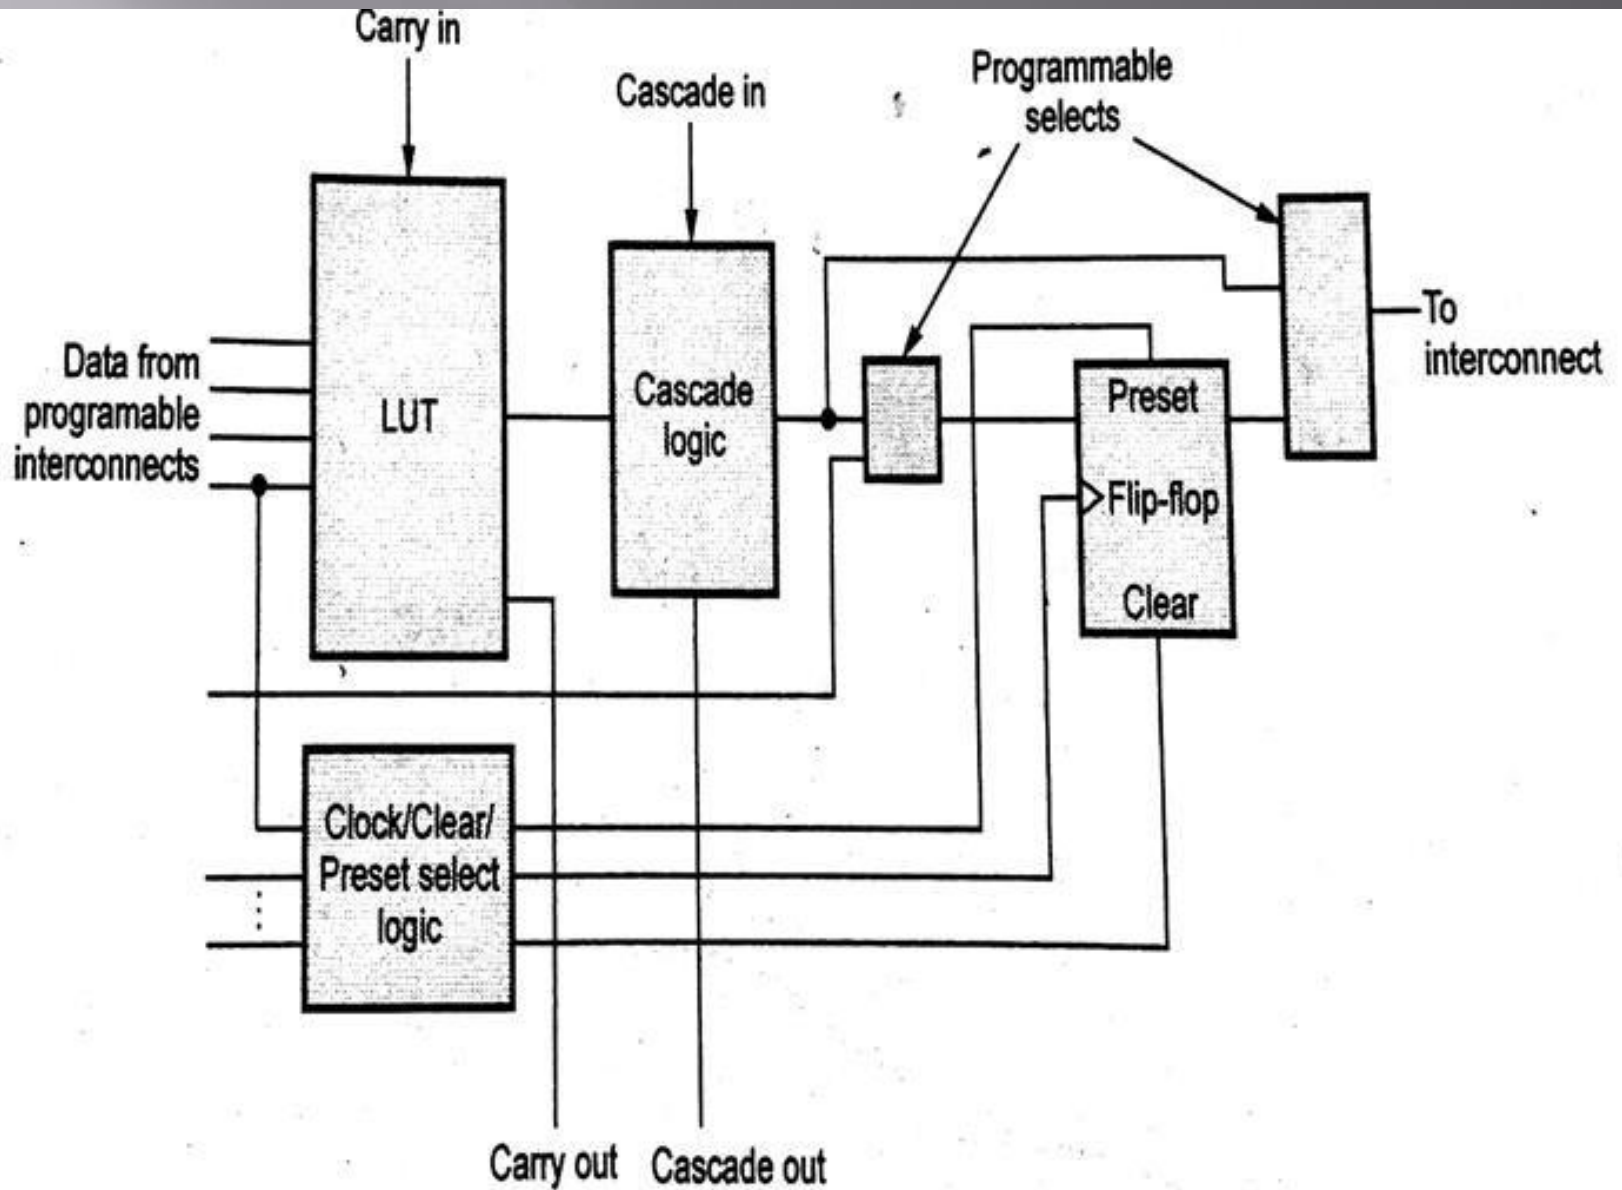 Carry in
Cascade in
Programmable
selects
Data from
programable
interconnects
LUT
Cascade
logic
Preset
Flip-flop
Clear
To
interconnect
Clock/Clear/
Preset select
logic
Carry out
Cascade out